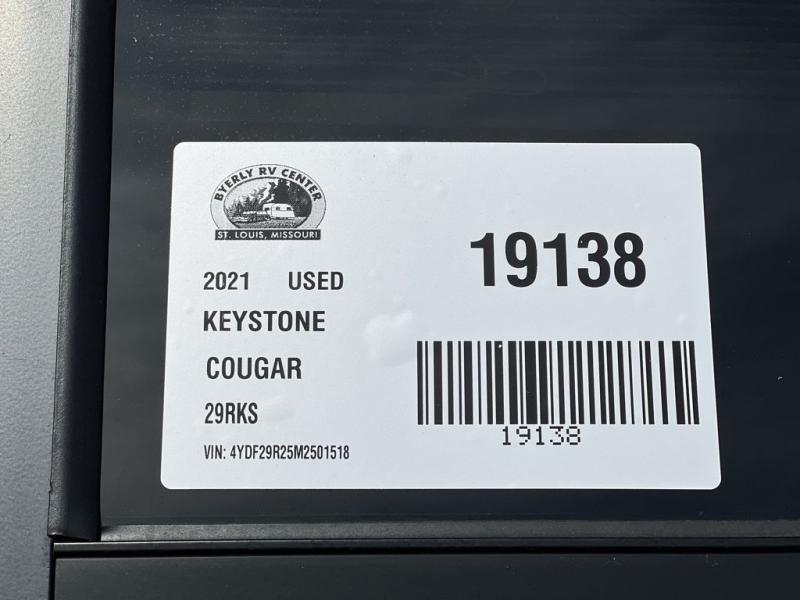 BYERLY RV CENTER
ST. LOUIS, MISSOURI
19138
2021 USED
KEYSTONE
COUGAR
29RKS
VIN: 4YDF29R25M2501518
19138